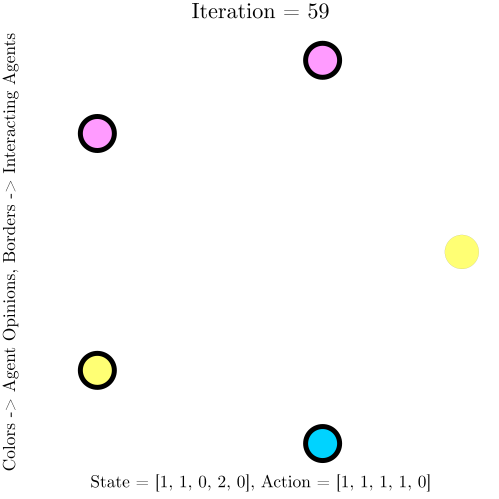 Iteration = 59
Colors -> Agent Opinions, Borders -> Interacting Agents
State = [1, 1, 0, 2, 0], Action = [1, 1, 1, 1, 0]